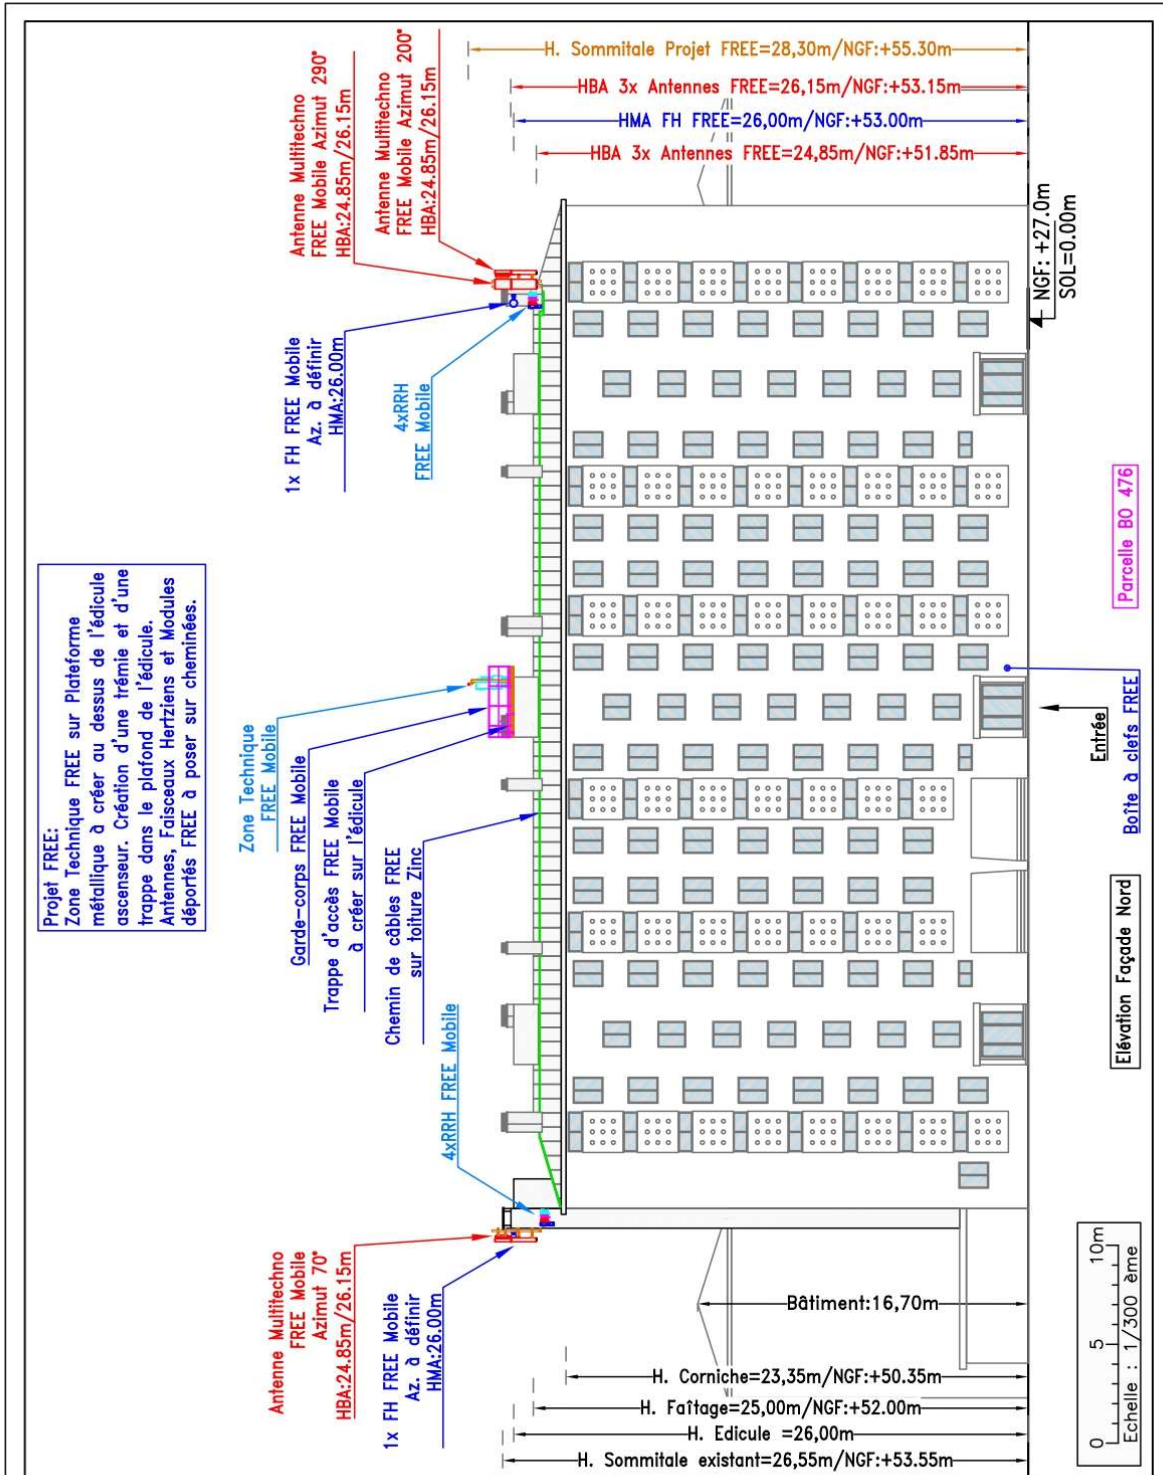 H. Sommitale Projet FREE=28,30m/NGF:+55.30m
HBA 3x Antennes FREE=26,15m/NGF:+53.15m
HMA FH FREE=26,00m/NGF:+53.00m
HBA 3x Antennes FREE=24,85m/NGF:+51.85m
Antenne Multitechno
FREE Mobile Azimut 290°
HBA:24.85m/26.15m
Antenne Multitechno
FREE Mobile Azimut 200°
HBA:24.85m/26.15m
1x FH FREE Mobile
Az. à définir
HMA:26.00m
4xRRH
FREE Mobile
NGF: +27.0m
SOL=0.00m
Projet FREE:
Zone Technique FREE sur Plateforme
métallique à créer au dessus de l'édicule
ascenseur. Création d'une trémie et d'une
trappe dans le plafond de l'édicule.
Antennes, Faisceaux Hertziens et Modules
déportés FREE à poser sur cheminées.
Zone Technique
FREE Mobile
Garde-corps FREE Mobile
Trappe d'accès FREE Mobile
à créer sur l'édicule
Chemin de câbles FREE
sur toiture Zinc
4xRRH FREE Mobile
Parcelle BO 476
Boîte à clefs FREE
Entrée
Elévation Façade Nord
Antenne Multitechno
FREE Mobile
Azimut 70°
HBA:24.85m/26.15m
1x FH FREE Mobile
Az. à définir
HMA:26.00m
Bâtiment:16,70m
H. Corniche=23,35m/NGF:+50.35m
H. Faîtage=25,00m/NGF:+52.00m
H. Edicule =26,00m
H. Sommitale existant=26,55m/NGF:+53.55m
0 5 10m
Echelle : 1/300 ème